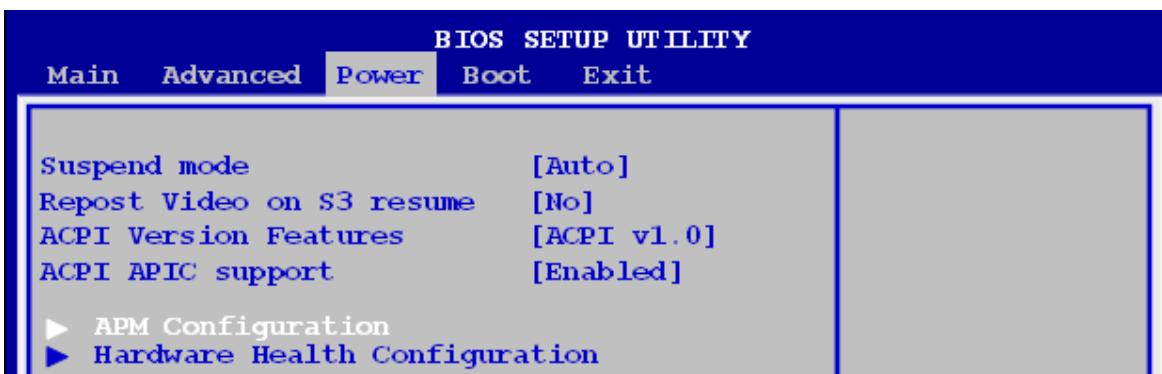 BIOS SETUP UTILITY
Main Advanced Power Boot Exit
Suspend mode [Auto]
Repost Video on S3 resume [No]
ACPI Version Features [ACPI v1.0]
ACPI APIC support [Enabled]
▶ APM Configuration
▶ Hardware Health Configuration